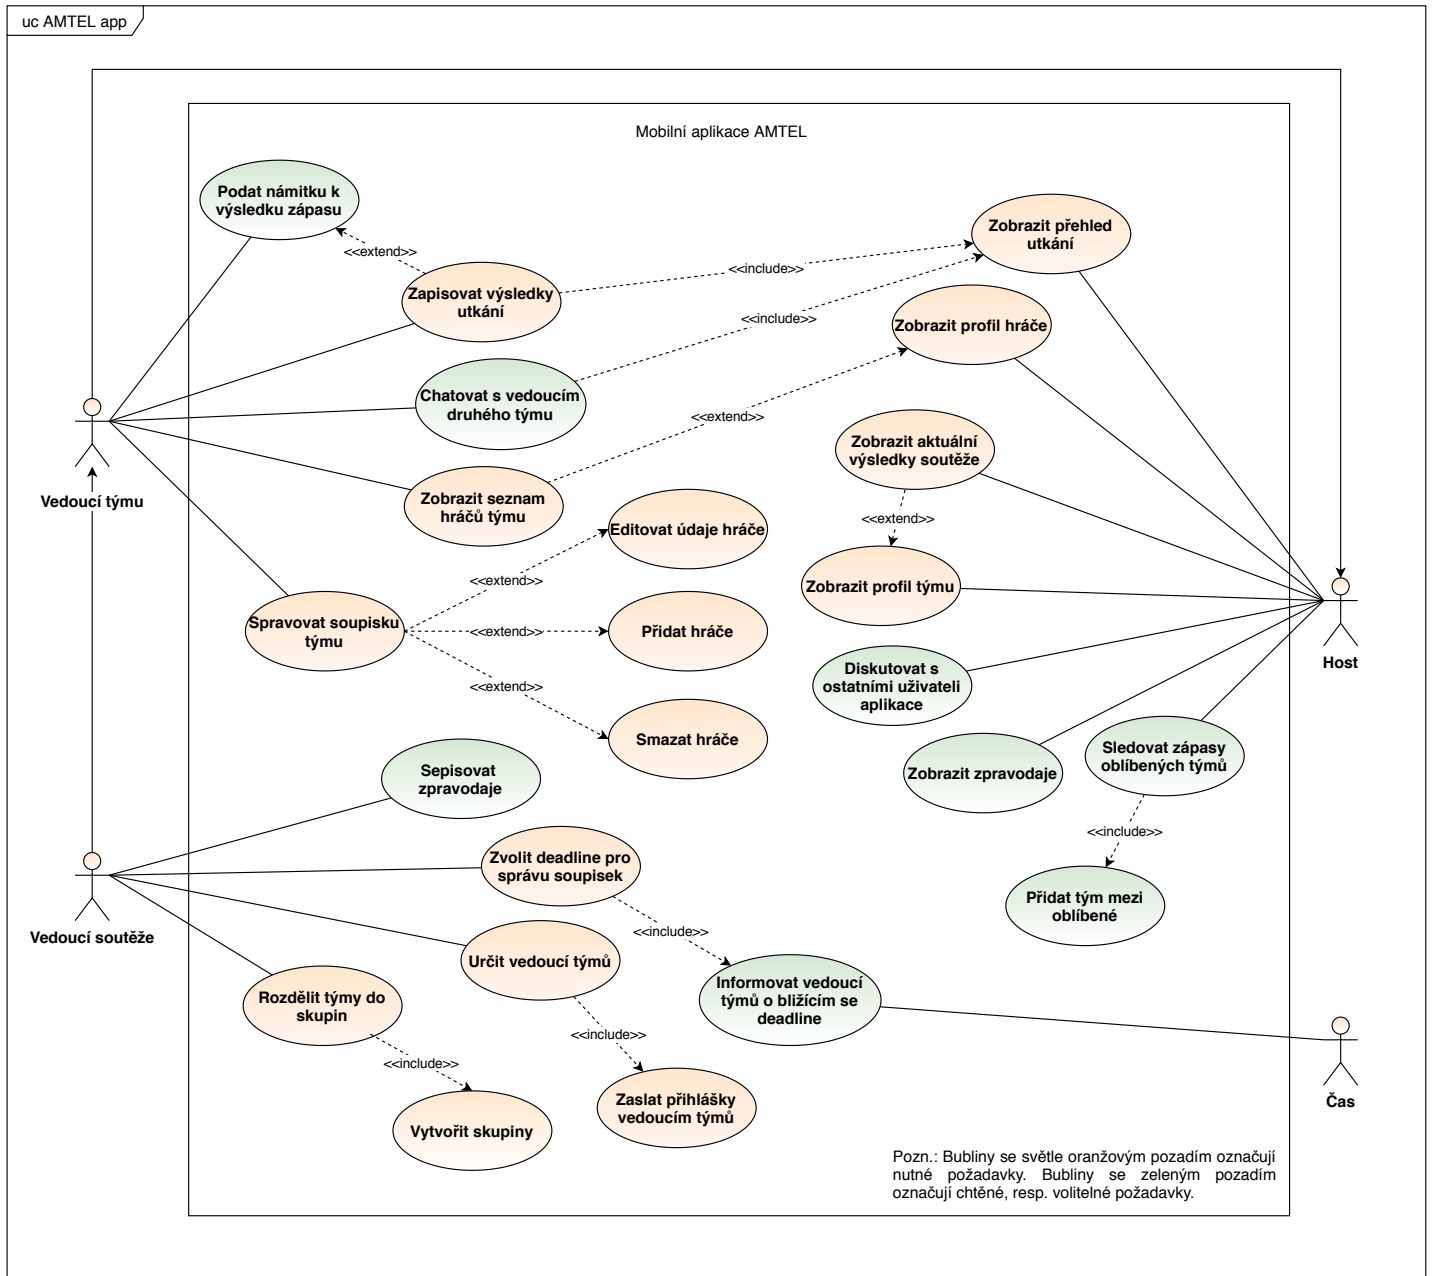 uc AMTEL app
Mobilní aplikace AMTEL
Podat námitku k
výsledku zápasu
<<extend>>
Zapisovat výsledky
utkání
<<include>>
Zobrazit přehled
utkání
<<include>>
Zobrazit profil hráče
Chatovat s vedoucím
druhého týmu
<<extend>>
Vedoucí týmu
Zobrazit seznam
hráčů týmu
Zobrazit aktuální
výsledky soutěže
<<extend>>
Editovat údaje hráče
<<extend>>
Zobrazit profil týmu
Spravovat soupisku
týmu
<<extend>>
Přidat hráče
<<extend>>
Smazat hráče
Diskutovat s
ostatními uživateli
aplikace
Host
Zobrazit zpravodaje
Sledovat zápasy
oblíbených týmů
<<include>>
Přidat tým mezi
oblíbené
Sepisovat
zpravodaje
Zvolit deadline pro
správu soupisek
Vedoucí soutěže
<<include>>
Určit vedoucí týmů
Informovat vedoucí
týmů o bližícím se
deadline
Rozdělit týmy do
skupin
<<include>>
<<include>>
Zaslat přihlášky
vedoucím týmů
Vytvořit skupiny
Čas
Pozn.: Bubliny se světle oranžovým pozadím označují
nutné požadavky. Bubliny se zeleným pozadím
označují chtěné, resp. volitelné požadavky.